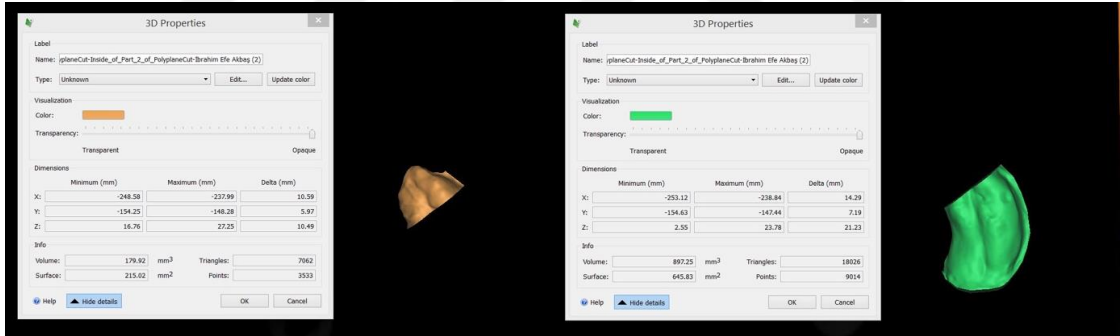 3D Properties
Label
Name: yplaneCut-Inside_of_Part_2_of_PolyplaneCut-Ibrahim Efe Akbaş (2)
Type: Unknown Edit... Update color
Visualization
Color:
Transparency:
Transparent Opaque
Dimensions
Minimum (mm) Maximum (mm) Delta (mm)
X: -248.58 -237.99 10.59
Y: -154.25 -148.28 5.97
Z: 16.76 27.25 10.49
Info
Volume: 179.92 mm³ Triangles: 7062
Surface: 215.02 mm² Points: 3533
Help Hide details OK Cancel
3D Properties
Label
Name: yplaneCut-Inside_of_Part_2_of_PolyplaneCut-Ibrahim Efe Akbaş (2)
Type: Unknown Edit... Update color
Visualization
Color:
Transparency:
Transparent Opaque
Dimensions
Minimum (mm) Maximum (mm) Delta (mm)
X: -253.12 -238.84 14.29
Y: -154.63 -147.44 7.19
Z: 2.55 23.78 21.23
Info
Volume: 897.25 mm³ Triangles: 18026
Surface: 645.83 mm² Points: 9014
Help Hide details OK Cancel